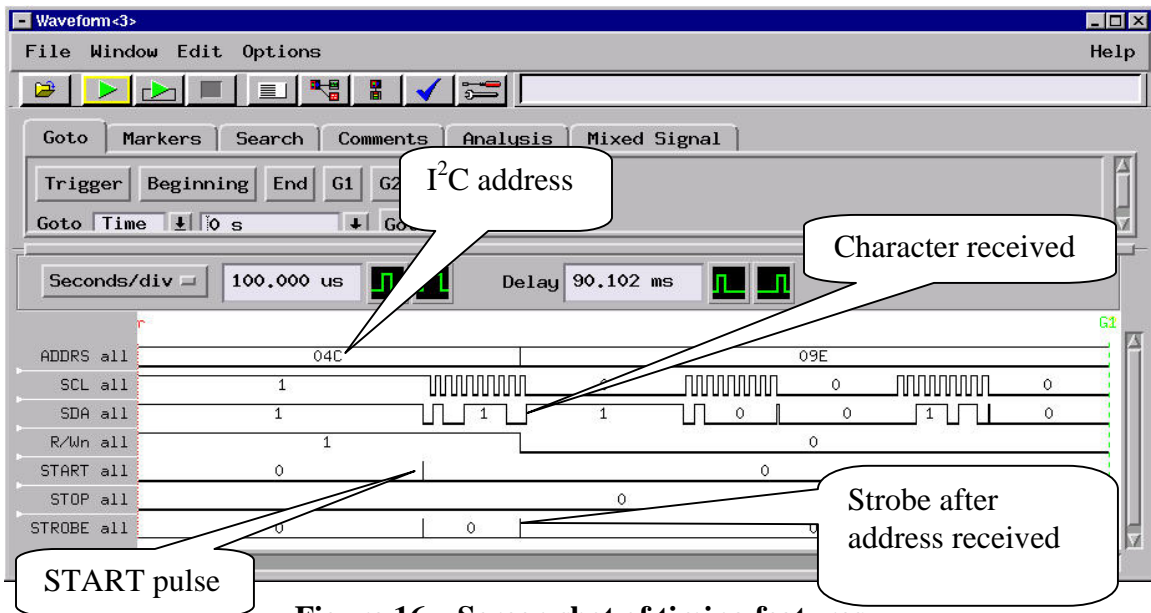 Waveform<3>
File Window Edit Options Help
Goto Markers Search Comments Analysis Mixed Signal
Trigger Beginning End G1 G2
I²C address
Goto Time 0 s
Character received
Seconds/div 100.000 us Delay 90.102 ms
G1
ADDRS all 04C 09E
SCL all 1 0 0
SDA all 1 1 1 0 0 1 0
R/Wn all 1 0
START all 0 0
STOP all 0
STROBE all 0 0
Strobe after
address received
START pulse